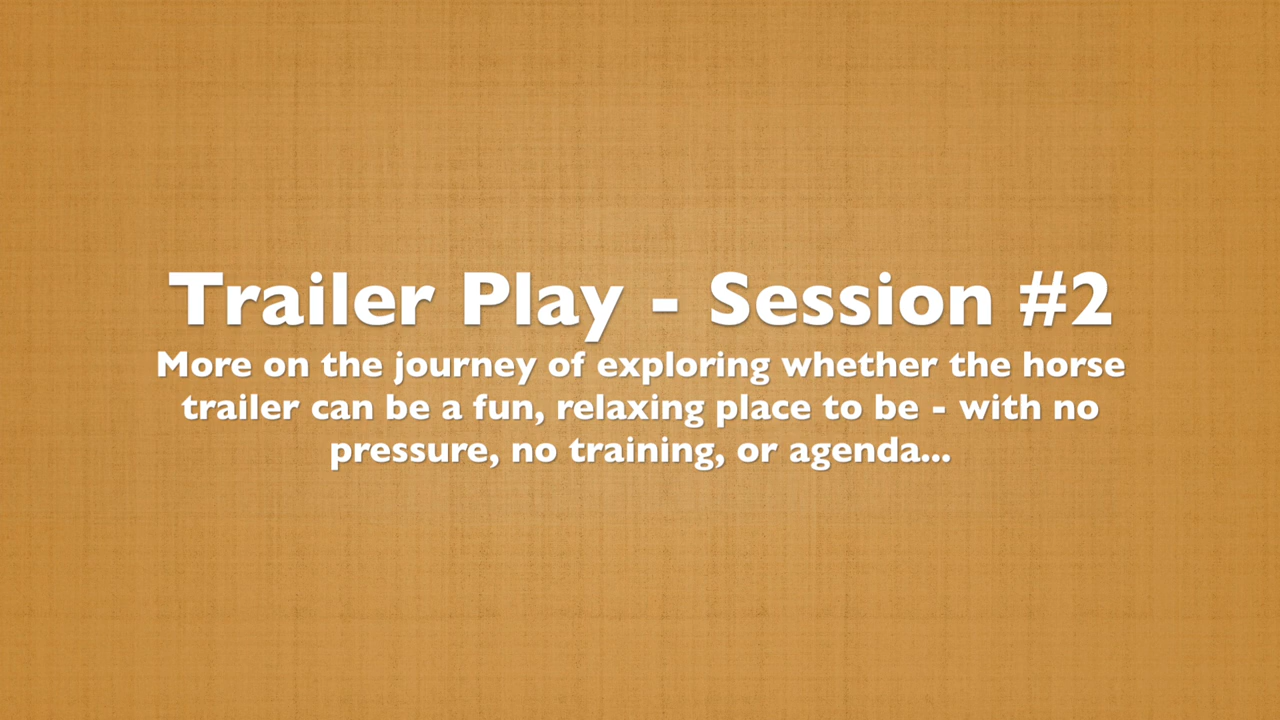 Trailer Play - Session #2
More on the journey of exploring whether the horse
trailer can be a fun, relaxing place to be - with no
pressure, no training, or agenda...